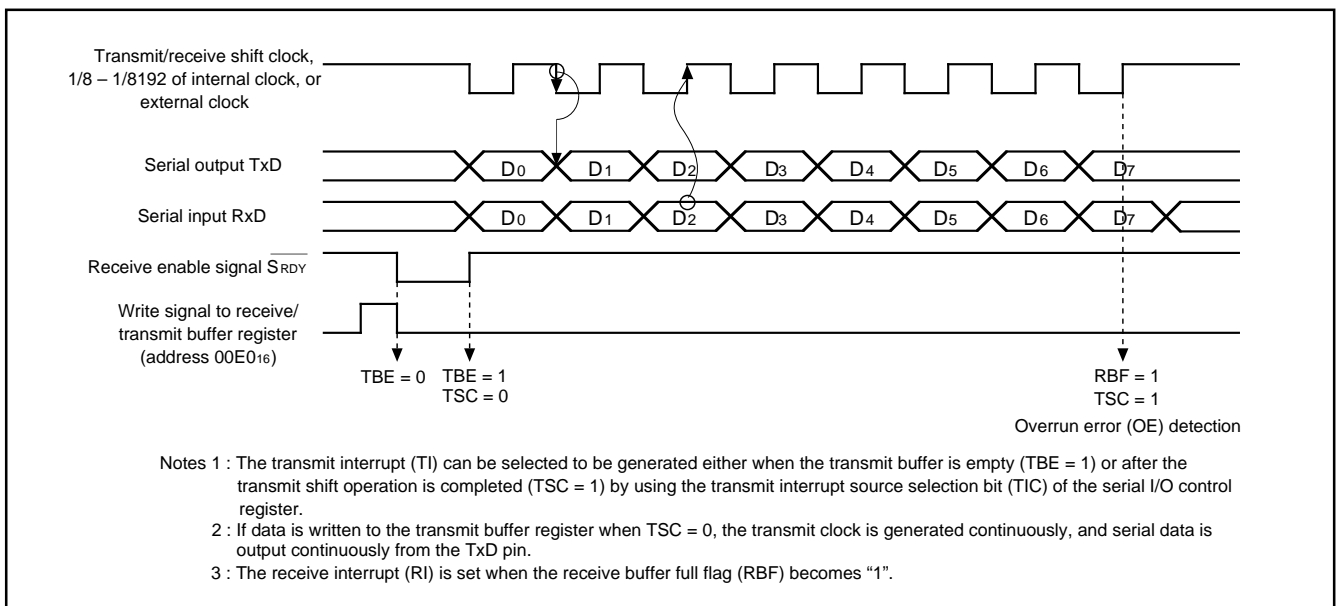 Transmit/receive shift clock,
1/8 – 1/8192 of internal clock, or
external clock
Serial output TxD
D0 D1 D2 D3 D4 D5 D6 D7
Serial input RxD
D0 D1 D2 D3 D4 D5 D6 D7
Receive enable signal S̅R̅D̅Y̅
Write signal to receive/
transmit buffer register
(address 00E016)
TBE = 0
TBE = 1
TSC = 0
RBF = 1
TSC = 1
Overrun error (OE) detection
Notes 1 : The transmit interrupt (TI) can be selected to be generated either when the transmit buffer is empty (TBE = 1) or after the
transmit shift operation is completed (TSC = 1) by using the transmit interrupt source selection bit (TIC) of the serial I/O control
register.
2 : If data is written to the transmit buffer register when TSC = 0, the transmit clock is generated continuously, and serial data is
output continuously from the TxD pin.
3 : The receive interrupt (RI) is set when the receive buffer full flag (RBF) becomes “1”.